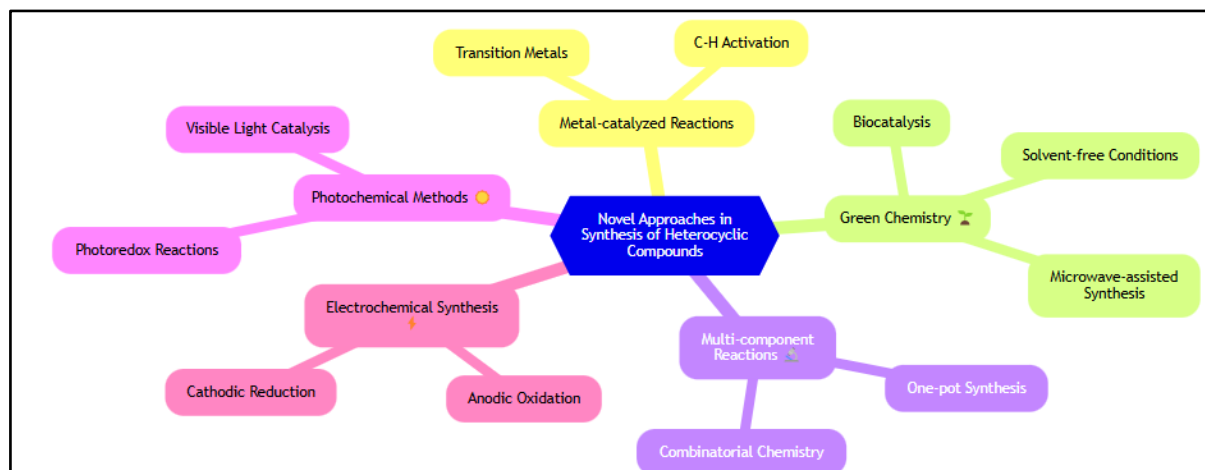 C-H Activation
Transition Metals
Metal-catalyzed Reactions
Visible Light Catalysis
Photochemical Methods
Photoredox Reactions
Biocatalysis
Solvent-free Conditions
Green Chemistry
Microwave-assisted
Synthesis
Novel Approaches in
Synthesis of Heterocyclic
Compounds
Electrochemical Synthesis
Cathodic Reduction
Anodic Oxidation
Multi-component
Reactions
One-pot Synthesis
Combinatorial Chemistry